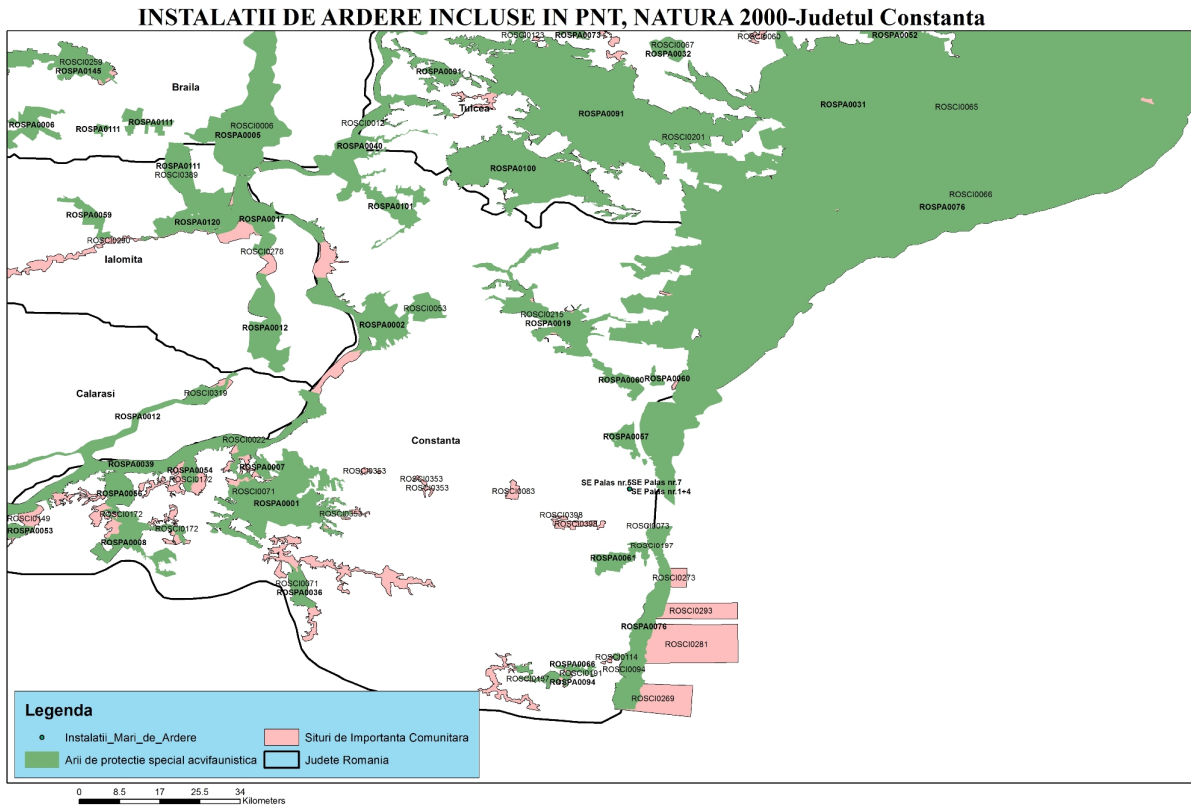 INSTALATII DE ARDERE INCLUSE IN PNT, NATURA 2000-Judetul Constanta
ROSCI0123
ROSPA0073
ROSCI0060
ROSPA0052
ROSCI0067
ROSPA0032
ROSCI0259
ROSPA0145
ROSPA0091
Braila
Tulcea
ROSPA0031
ROSCI0065
ROSPA0091
ROSPA0006
ROSPA0111
ROSPA0111
ROSCI0006
ROSPA0005
ROSCI0012
ROSCI0201
ROSPA0040
ROSPA0111
ROSCI0389
ROSPA0100
ROSCI0066
ROSPA0076
ROSPA0101
ROSPA0059
ROSPA0120
ROSPA0017
ROSCI0290
ROSCI0278
Ialomita
ROSCI0053
ROSCI0215
ROSPA0019
ROSPA0012
ROSPA0002
ROSPA0060
ROSPA0060
Calarasi
ROSCI0319
ROSPA0012
ROSCI0022
Constanta
ROSPA0057
ROSPA0039
ROSPA0054
ROSPA0007
ROSCI0172
ROSCI0353
ROSCI0353
ROSCI0353
SE Palas nr.5
SE Palas nr.7
SE Palas nr.1+4
ROSPA0056
ROSCI0071
ROSCI0083
ROSPA0001
ROSCI0353
ROSCI0172
ROSCI0149
ROSPA0053
ROSCI0172
ROSCI0398
ROSCI0398
ROSCI0073
ROSPA0008
ROSCI0197
ROSPA0061
ROSCI0273
ROSCI0071
ROSPA0036
ROSCI0293
ROSPA0076
ROSCI0281
ROSCI0114
ROSPA0066
ROSCI0094
ROSCI0191
ROSPA0094
ROSCI0269
Legenda
Instalatii_Mari_de_Ardere
Situri de Importanta Comunitara
Arii de protectie special acvifaunistica
Judete Romania
0 8.5 17 25.5 34
Kilometers